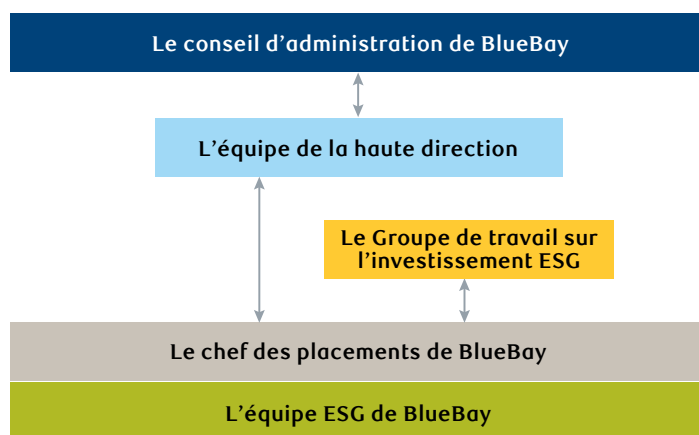 Le conseil d’administration de BlueBay
L’équipe de la haute direction
Le Groupe de travail sur
l’investissement ESG
Le chef des placements de BlueBay
L’équipe ESG de BlueBay